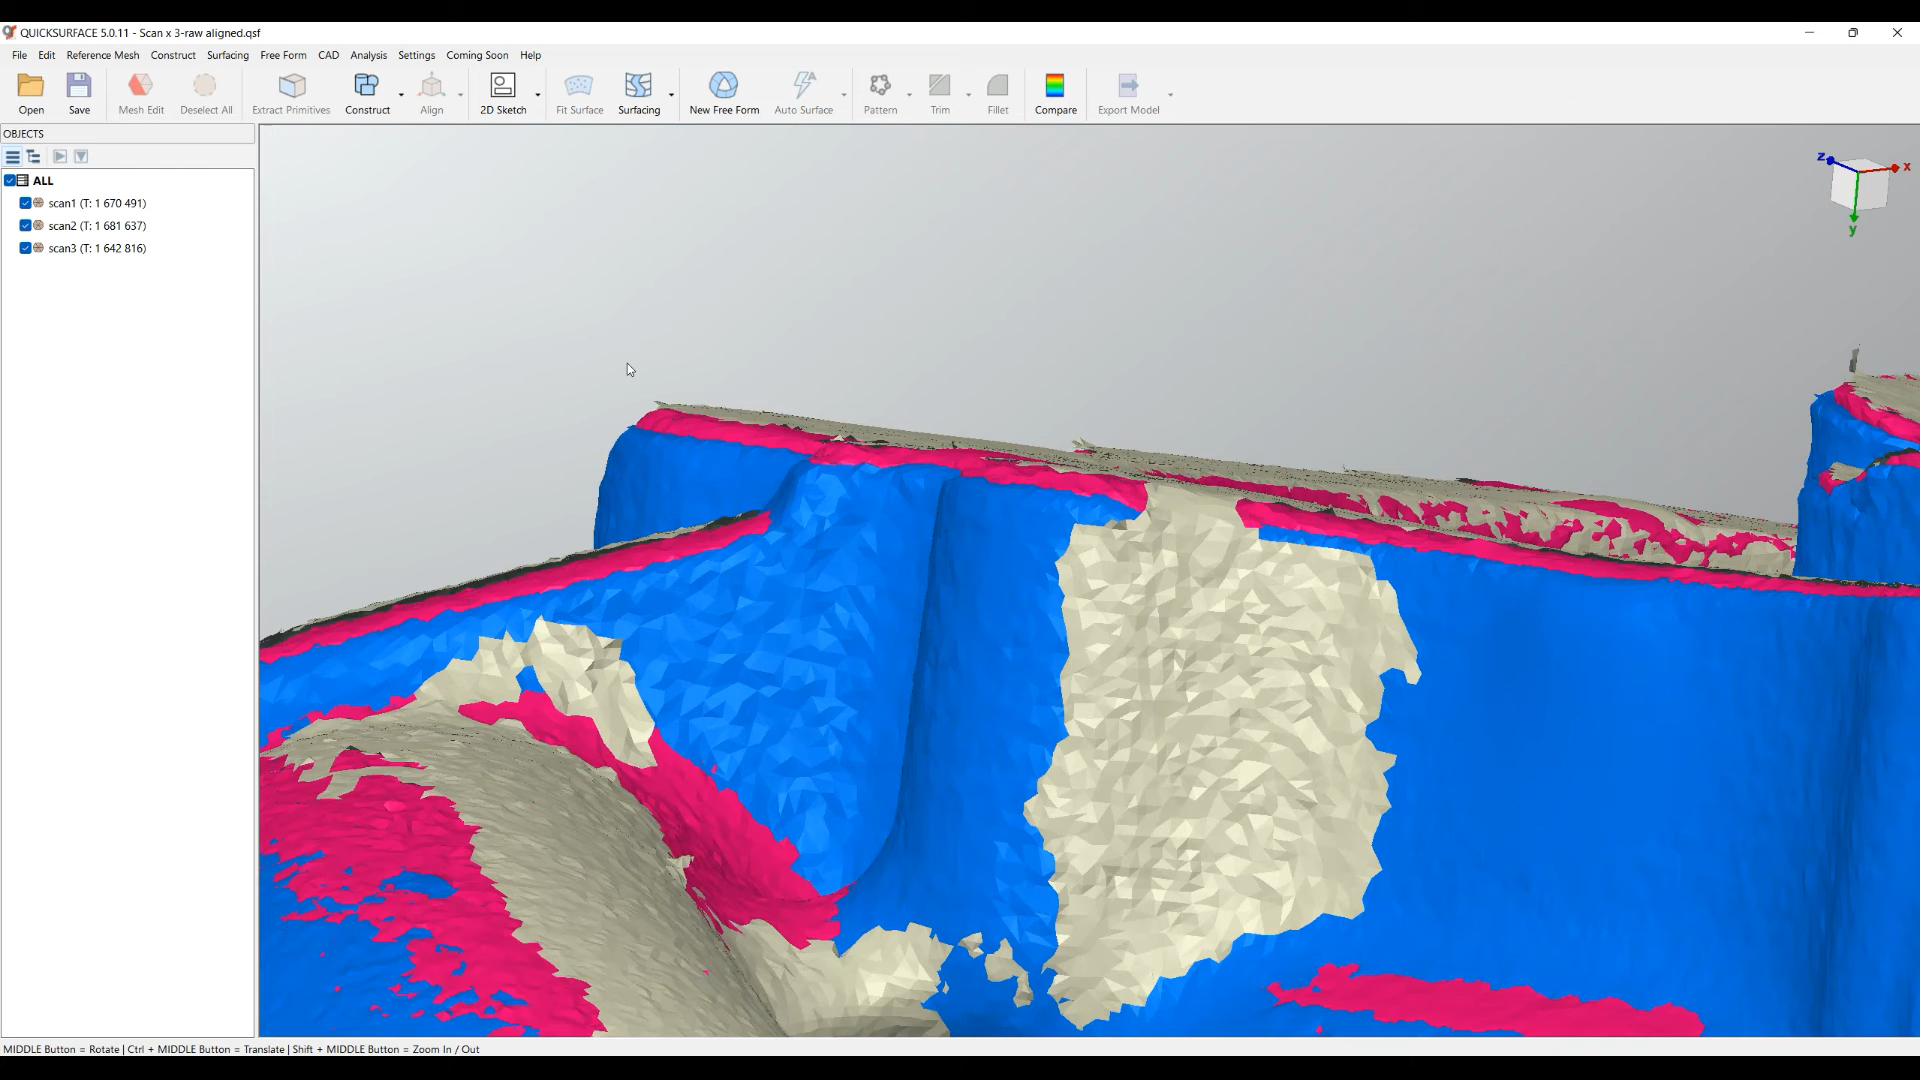 QUICKSURFACE 5.0.11 - Scan x 3-raw aligned.qsf
File Edit Reference Mesh Construct Surfacing Free Form CAD Analysis Settings Coming Soon Help
Open Save Mesh Edit Deselect All Extract Primitives Construct Align 2D Sketch Fit Surface Surfacing New Free Form Auto Surface Pattern Trim Fillet Compare Export Model
OBJECTS
ALL
scan1 (T: 1 670 491)
scan2 (T: 1 681 637)
scan3 (T: 1 642 816)
z x
y
MIDDLE Button = Rotate | Ctrl + MIDDLE Button = Translate | Shift + MIDDLE Button = Zoom In / Out